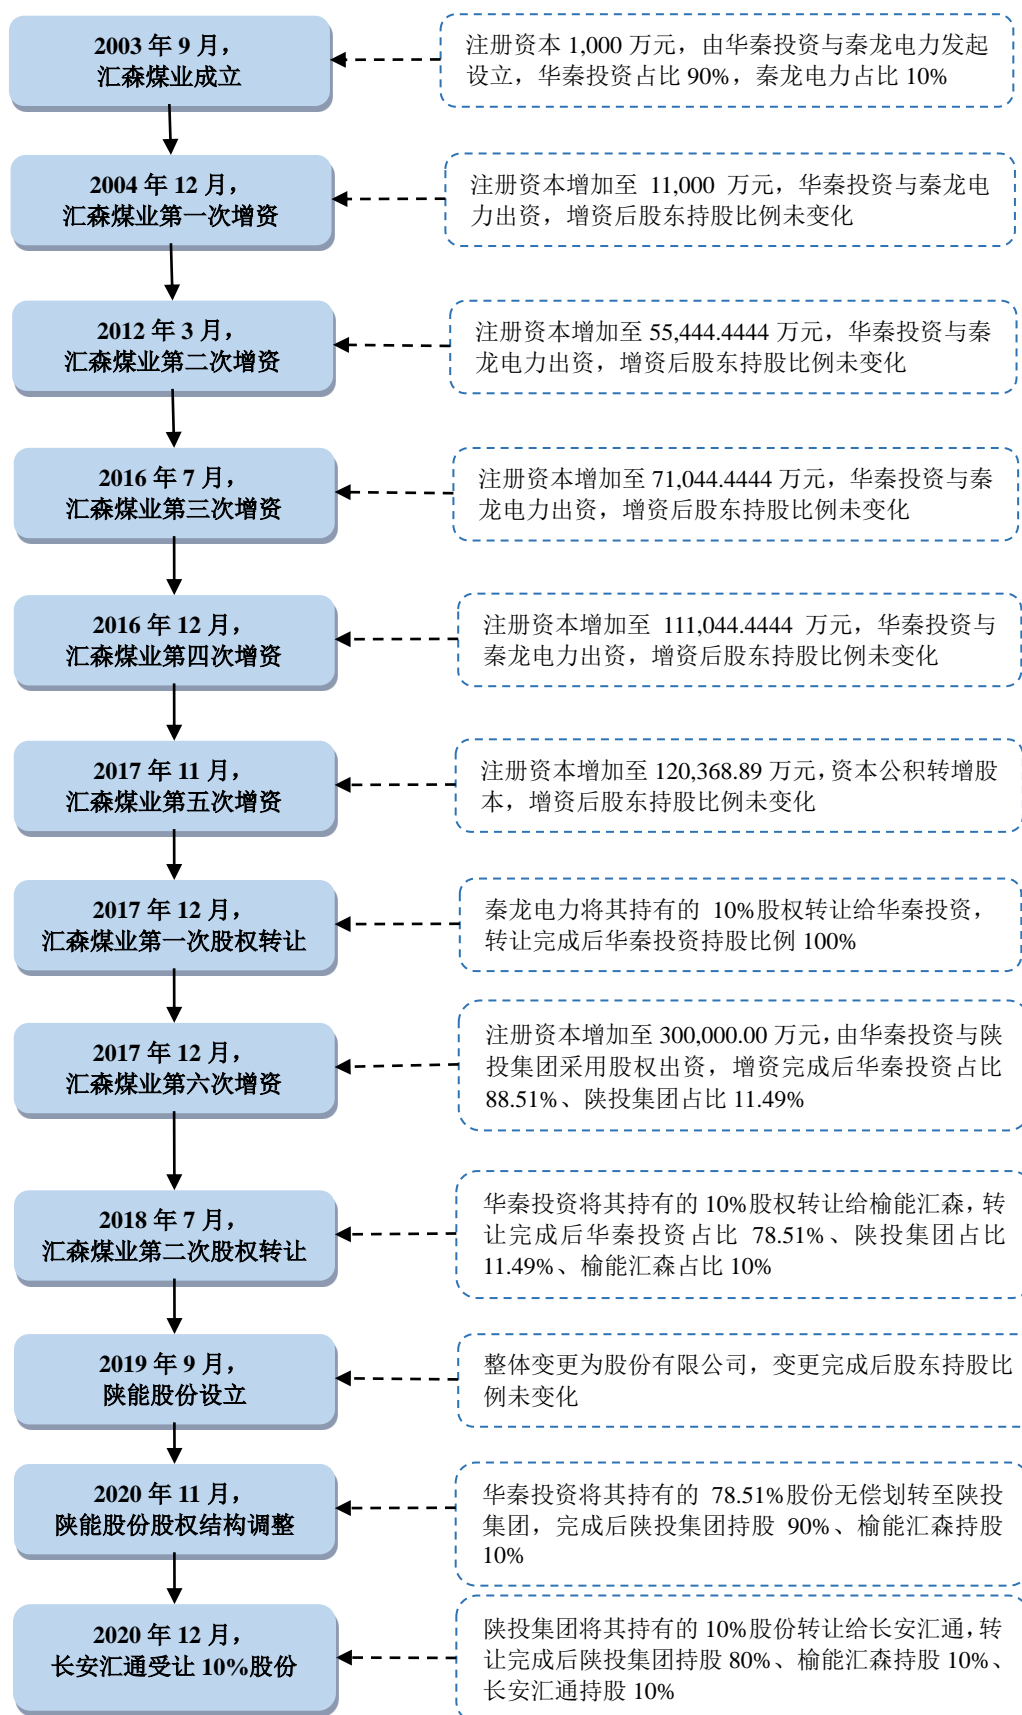 2003 年 9 月，
汇森煤业成立
注册资本 1,000 万元，由华秦投资与秦龙电力发起
设立，华秦投资占比 90%，秦龙电力占比 10%
2004 年 12 月，
汇森煤业第一次增资
注册资本增加至 11,000 万元，华秦投资与秦龙电
力出资，增资后股东持股比例未变化
2012 年 3 月，
汇森煤业第二次增资
注册资本增加至 55,444.4444 万元，华秦投资与秦
龙电力出资，增资后股东持股比例未变化
2016 年 7 月，
汇森煤业第三次增资
注册资本增加至 71,044.4444 万元，华秦投资与秦
龙电力出资，增资后股东持股比例未变化
2016 年 12 月，
汇森煤业第四次增资
注册资本增加至 111,044.4444 万元，华秦投资与
秦龙电力出资，增资后股东持股比例未变化
2017 年 11 月，
汇森煤业第五次增资
注册资本增加至 120,368.89 万元，资本公积转增股
本，增资后股东持股比例未变化
2017 年 12 月，
汇森煤业第一次股权转让
秦龙电力将其持有的 10%股权转让给华秦投资，
转让完成后华秦投资持股比例 100%
2017 年 12 月，
汇森煤业第六次增资
注册资本增加至 300,000.00 万元，由华秦投资与陕
投集团采用股权出资，增资完成后华秦投资占比
88.51%、陕投集团占比 11.49%
2018 年 7 月，
汇森煤业第二次股权转让
华秦投资将其持有的 10%股权转让给榆能汇森，转
让完成后华秦投资占比 78.51%、陕投集团占比
11.49%、榆能汇森占比 10%
2019 年 9 月，
陕能股份设立
整体变更为股份有限公司，变更完成后股东持股比
例未变化
2020 年 11 月，
陕能股份股权结构调整
华秦投资将其持有的 78.51%股份无偿划转至陕投
集团，完成后陕投集团持股 90%、榆能汇森持股
10%
2020 年 12 月，
长安汇通受让 10%股份
陕投集团将其持有的 10%股份转让给长安汇通，转
让完成后陕投集团持股 80%、榆能汇森持股 10%、
长安汇通持股 10%